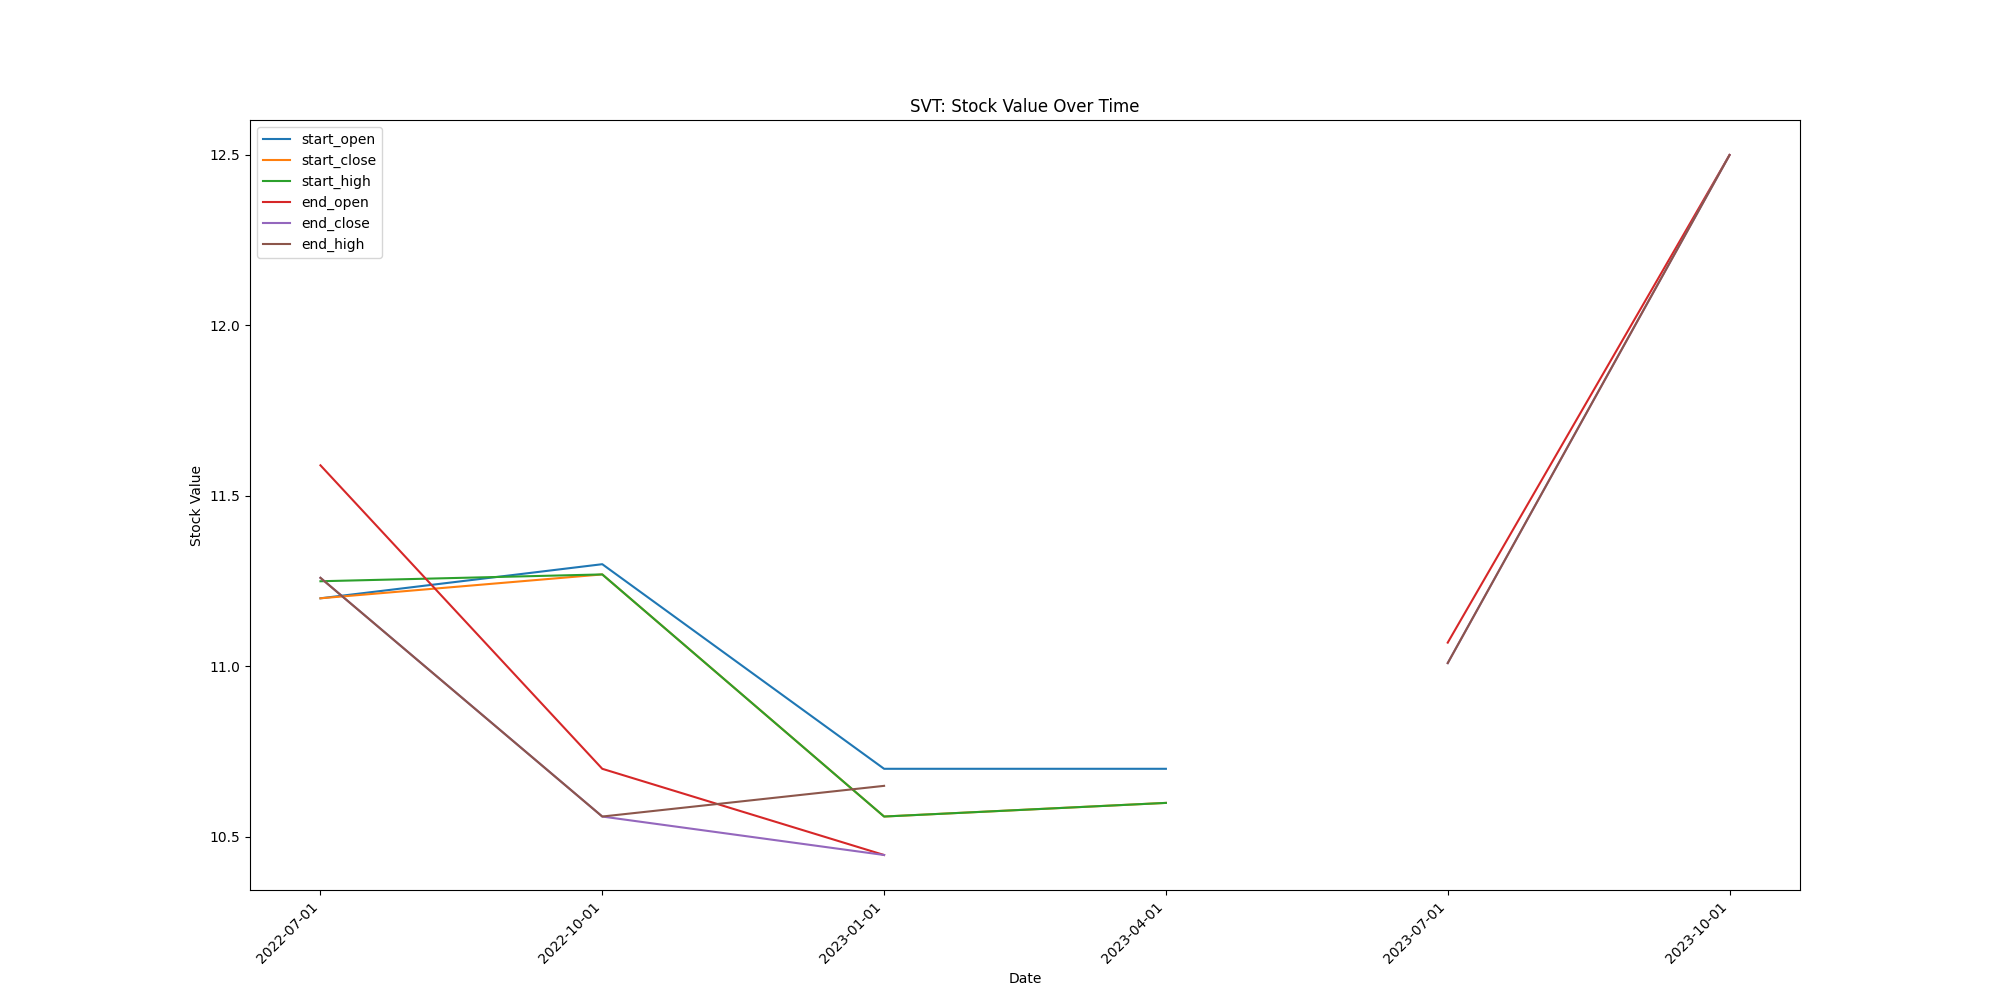 SVT: Stock Value Over Time
start_open
start_close
start_high
end_open
end_close
end_high
12.5
12.0
11.5
11.0
10.5
Stock Value
2022-07-01
2022-10-01
2023-01-01
2023-04-01
2023-07-01
2023-10-01
Date